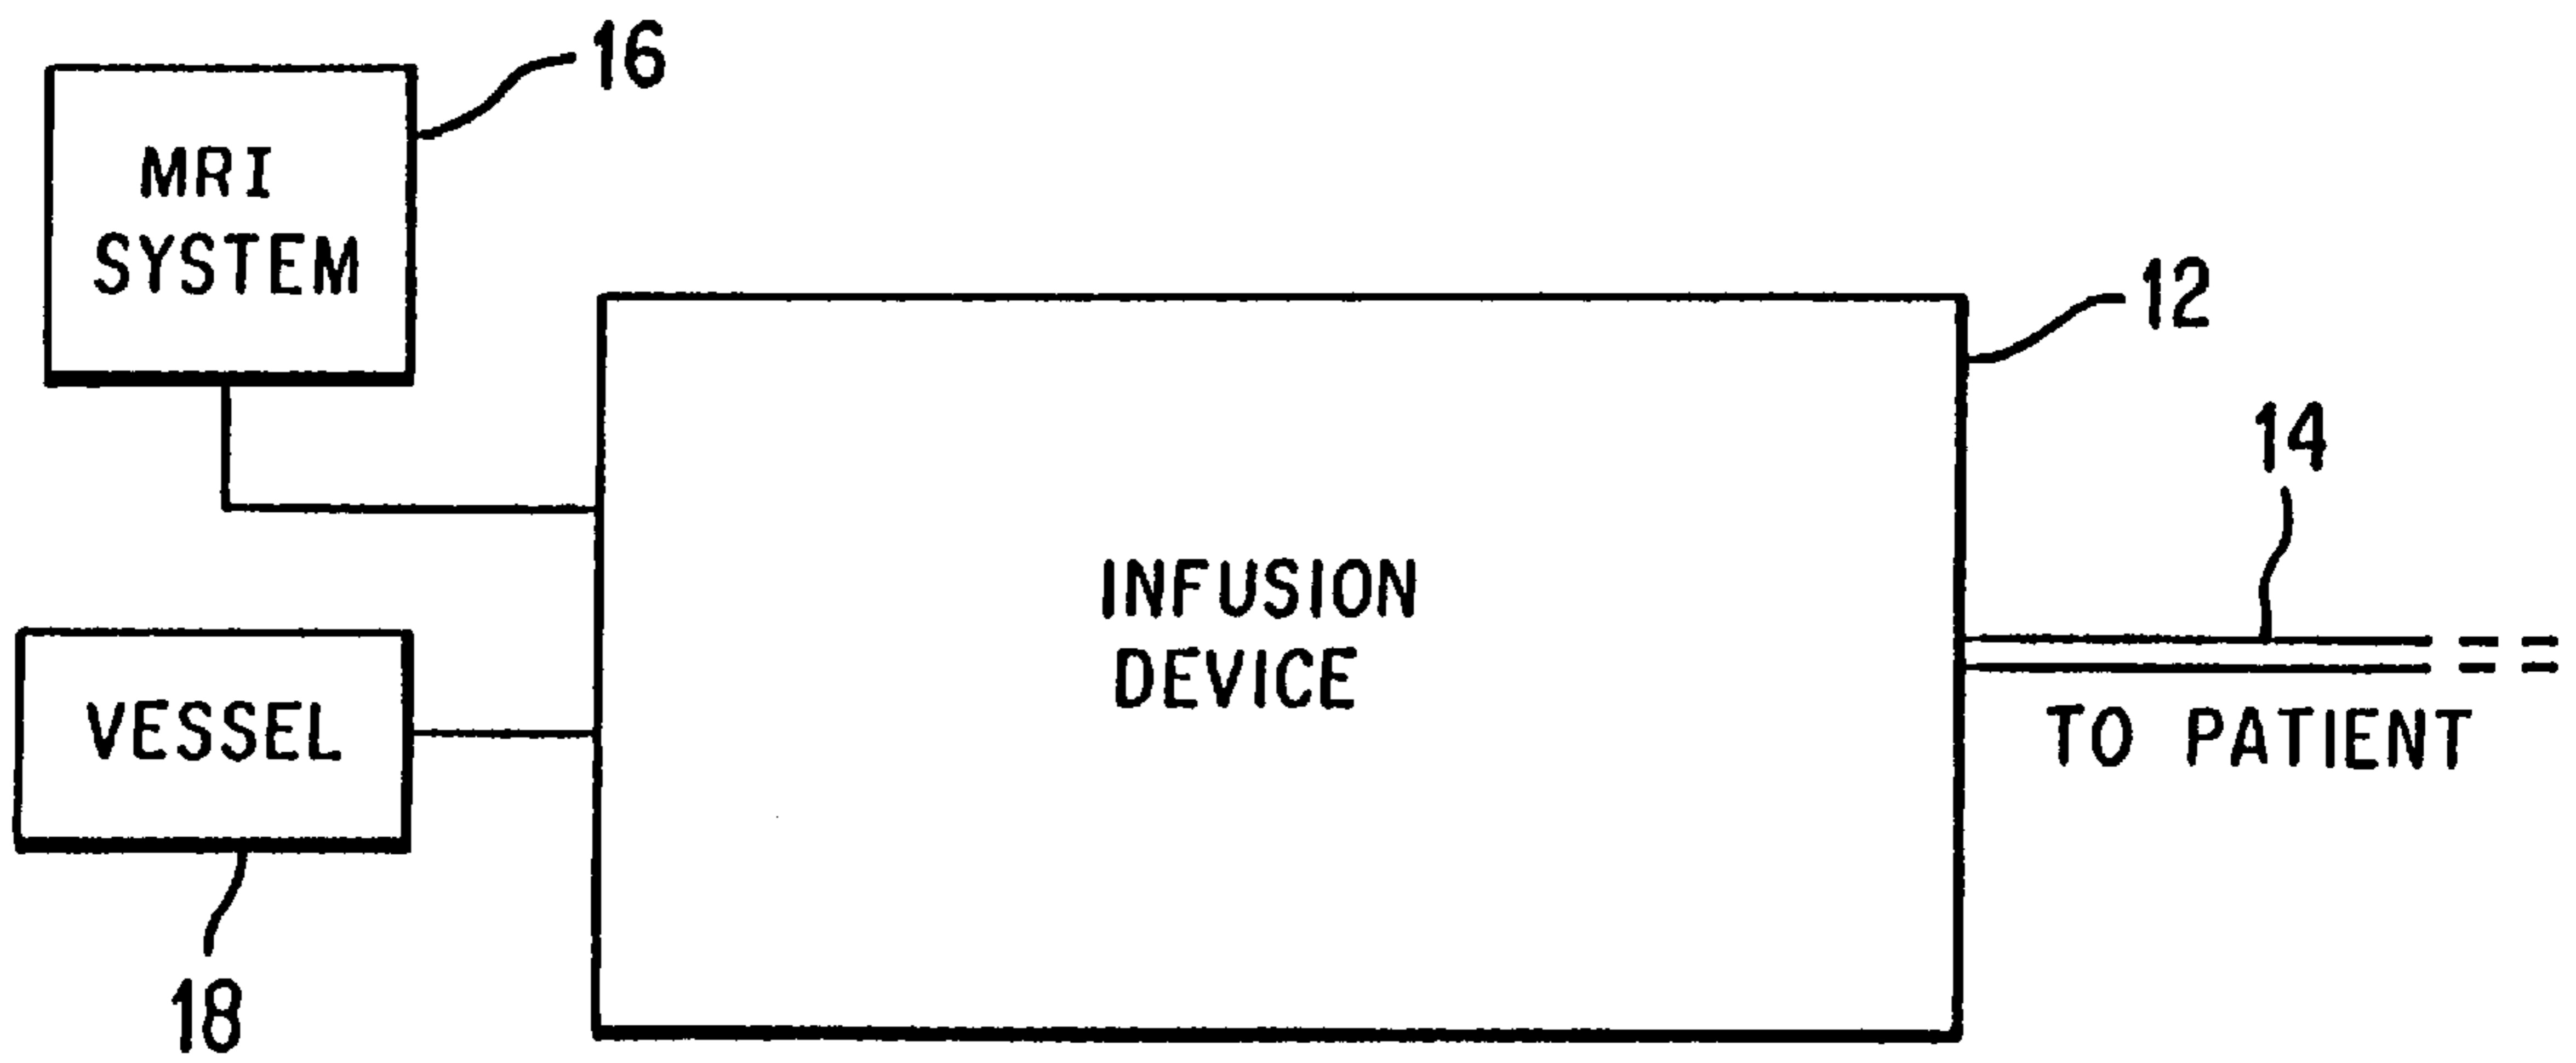 16
MRI
SYSTEM
12
14
INFUSION
DEVICE
VESSEL
TO PATIENT
18